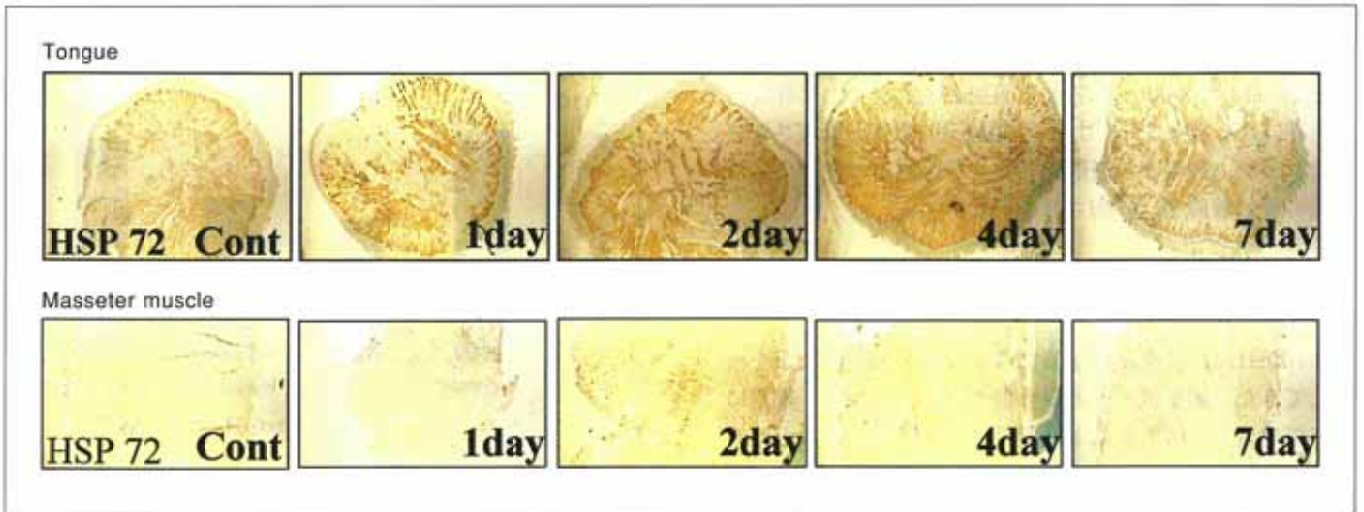 Tongue
HSP 72 Cont
1day
2day
4day
7day
Masseter muscle
HSP 72 Cont
1day
2day
4day
7day